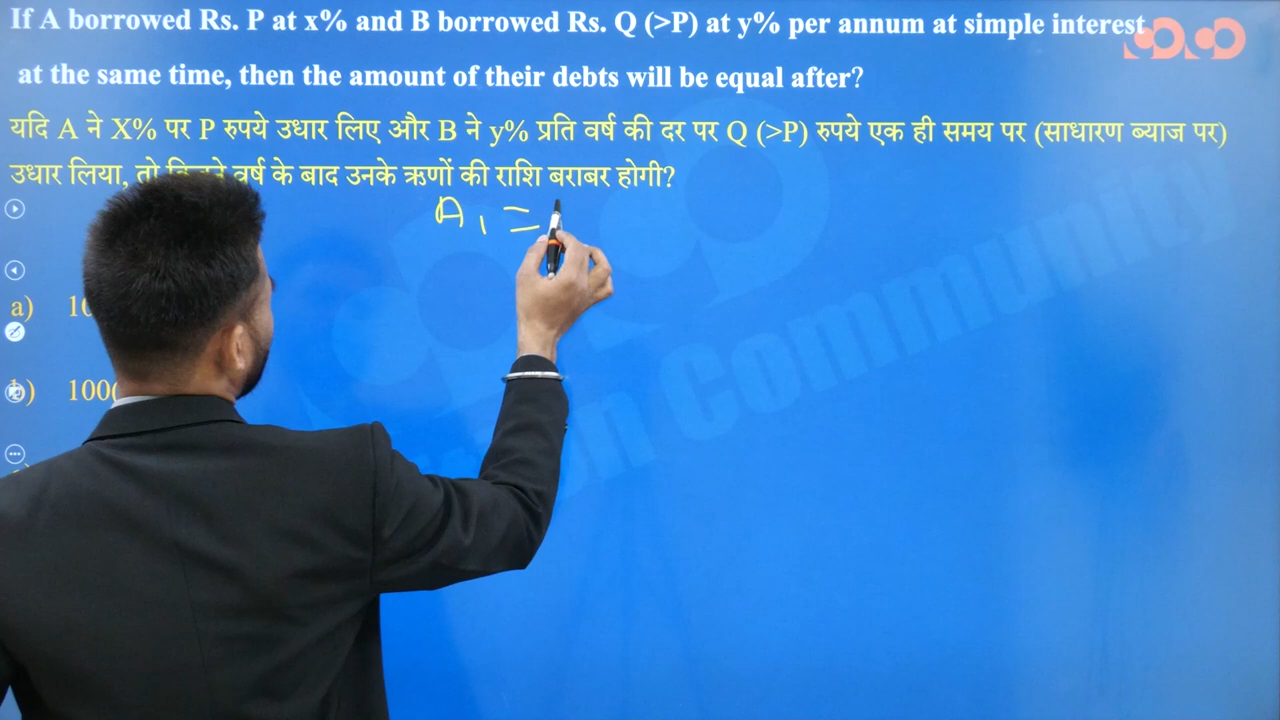 If A borrowed Rs. P at x% and B borrowed Rs. Q (>P) at y% per annum at simple interest
at the same time, then the amount of their debts will be equal after?
यदि A ने X% पर P रुपये उधार लिए और B ने y% प्रति वर्ष की दर पर Q (>P) रुपये एक ही समय पर (साधारण ब्याज पर)
उधार लिया, तो वर्ष के बाद उनके ऋणों की राशि बराबर होगी?
A₁ =
a)
Community